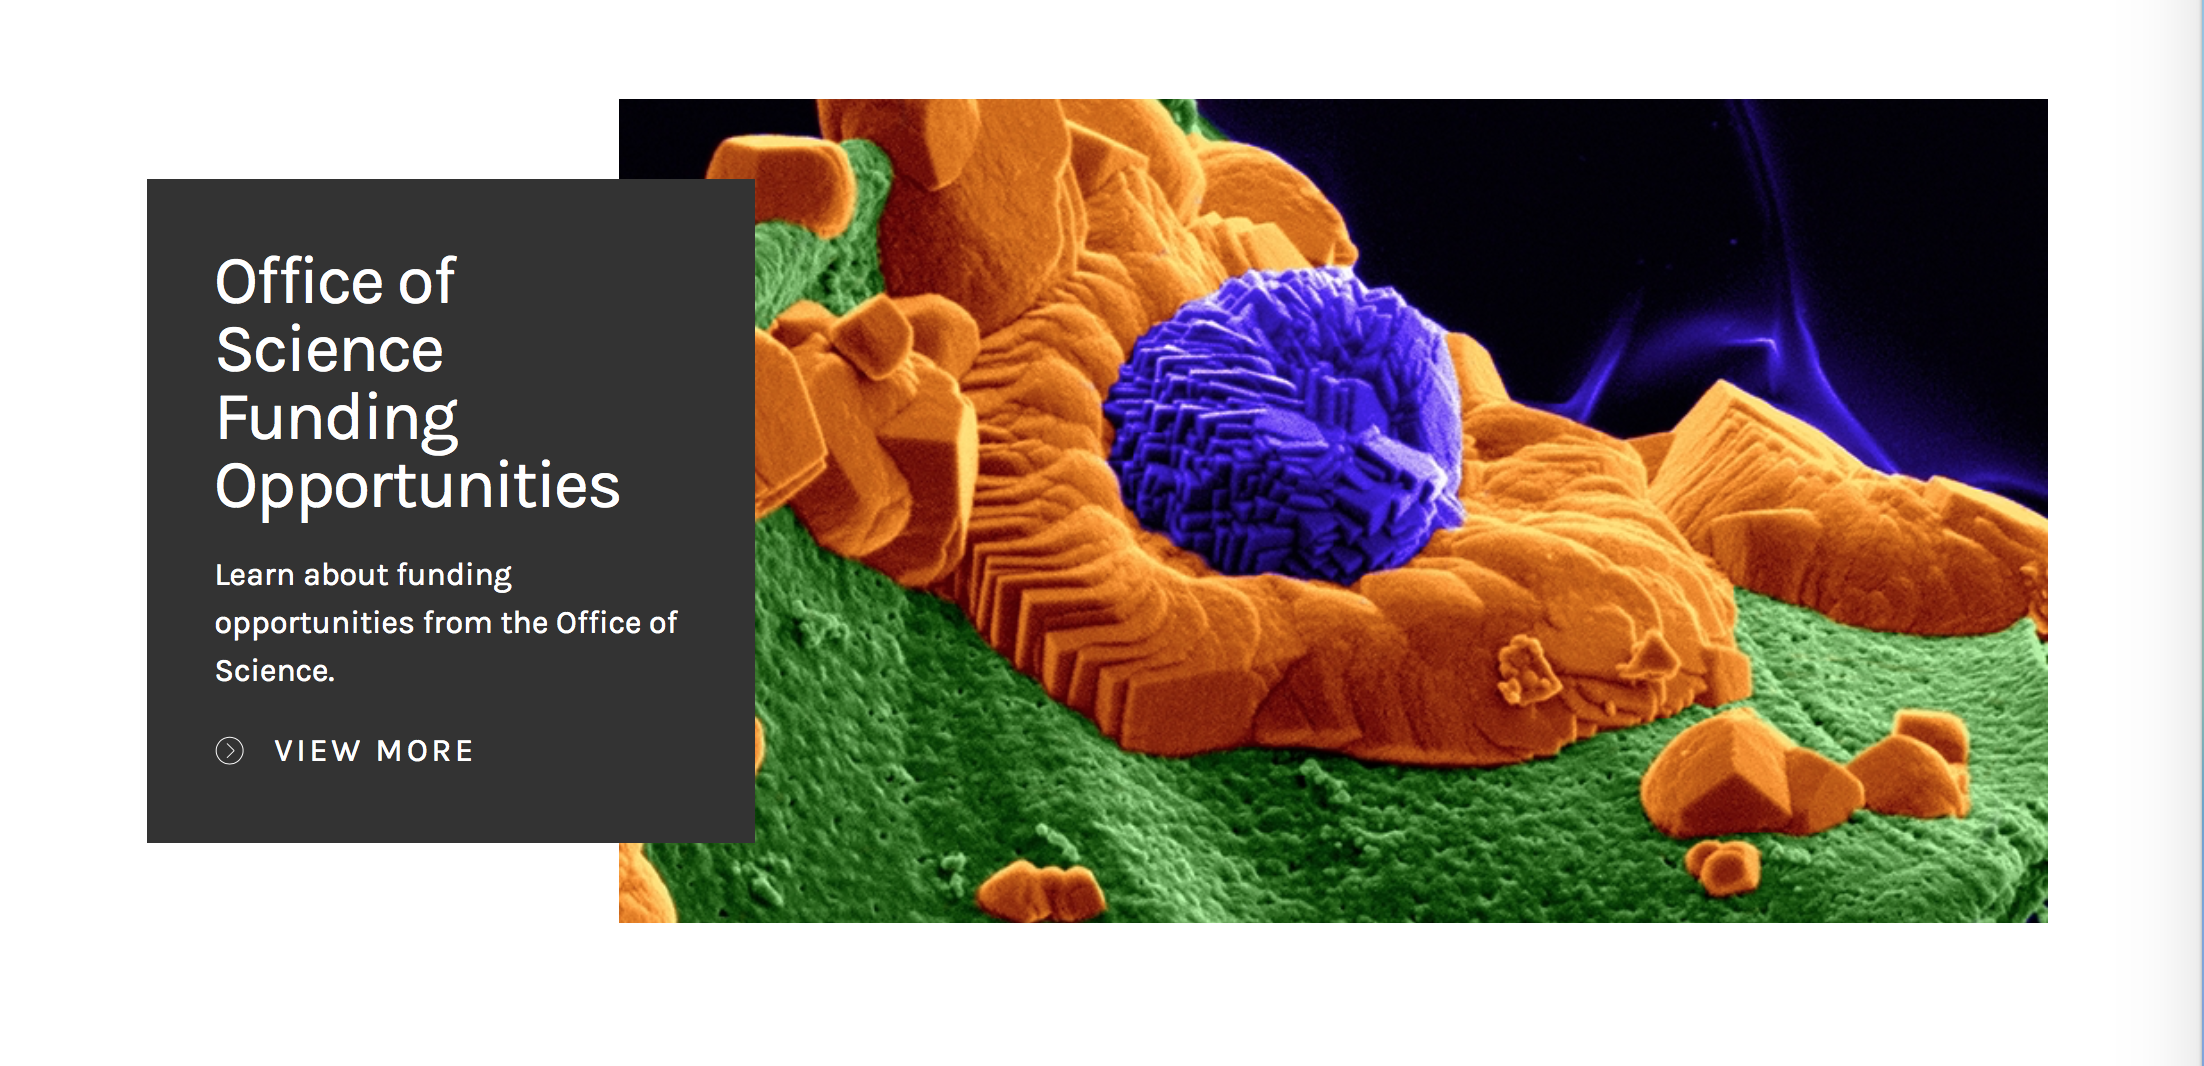 Office of
Science
Funding
Opportunities
Learn about funding
opportunities from the Office of
Science.
VIEW MORE